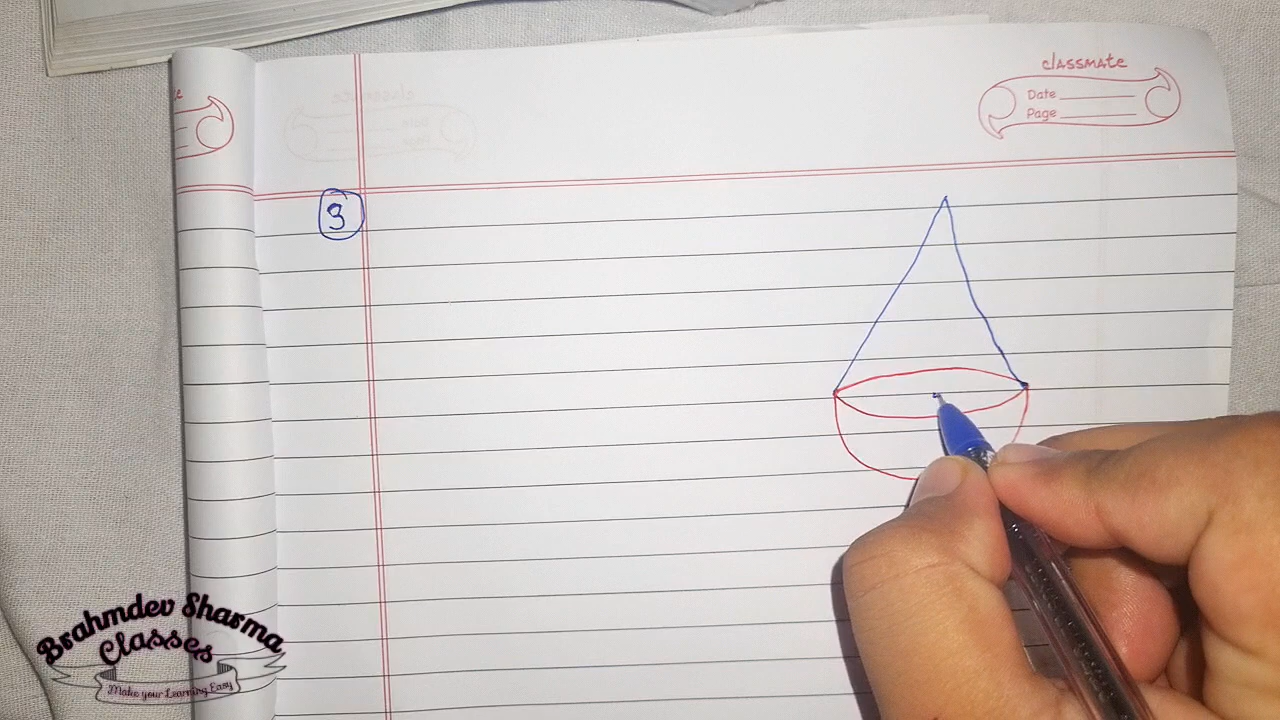 classmate
Date
Page
3
Brahmdev Sharma
Classes
Make your Learning Easy